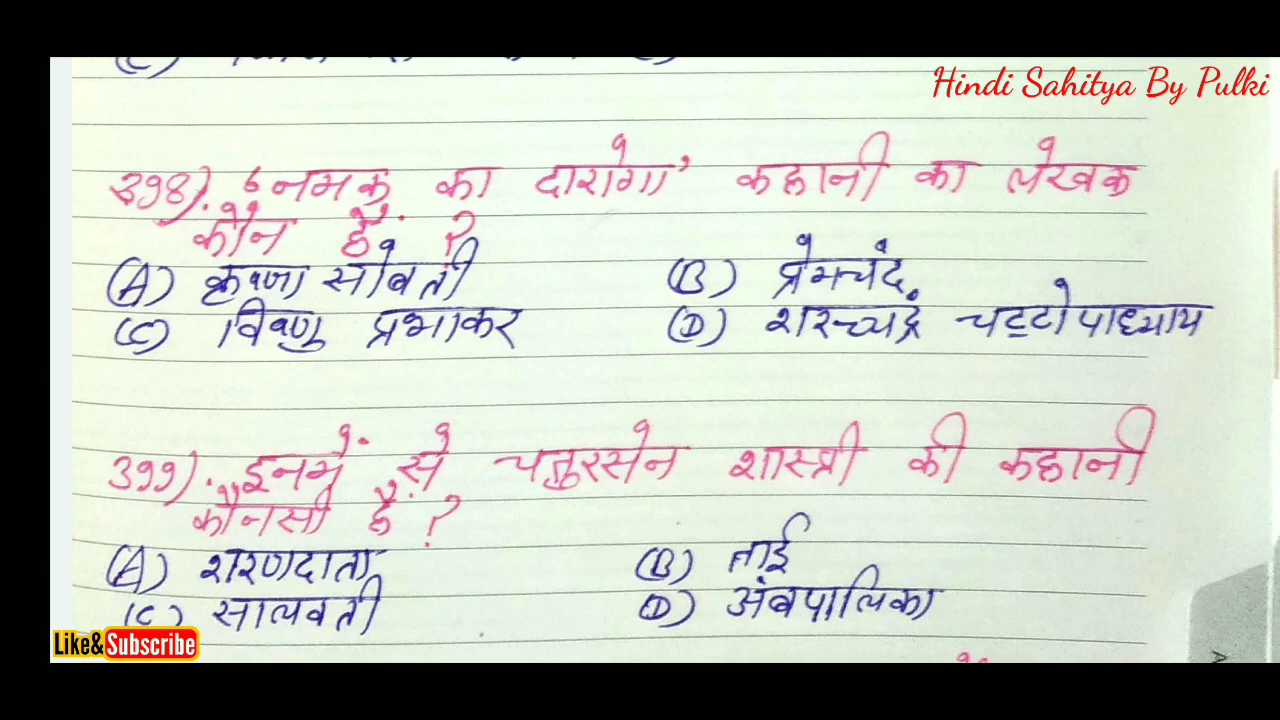 Hindi Sahitya By Pulki
398). 'नमक का दारोगा' कहानी का लेखक
कौन है ?
(A) कृष्णा सोबती (B) प्रेमचंद
(C) विष्णु प्रभाकर (D) शरच्चंद्र चट्टोपाध्याय
399). इनमें से चतुरसेन शास्त्री की कहानी
कौनसी है ?
(A) शरणदाता (B) ताई
(C) सालवती (D) अंबपालिका
Like& Subscribe